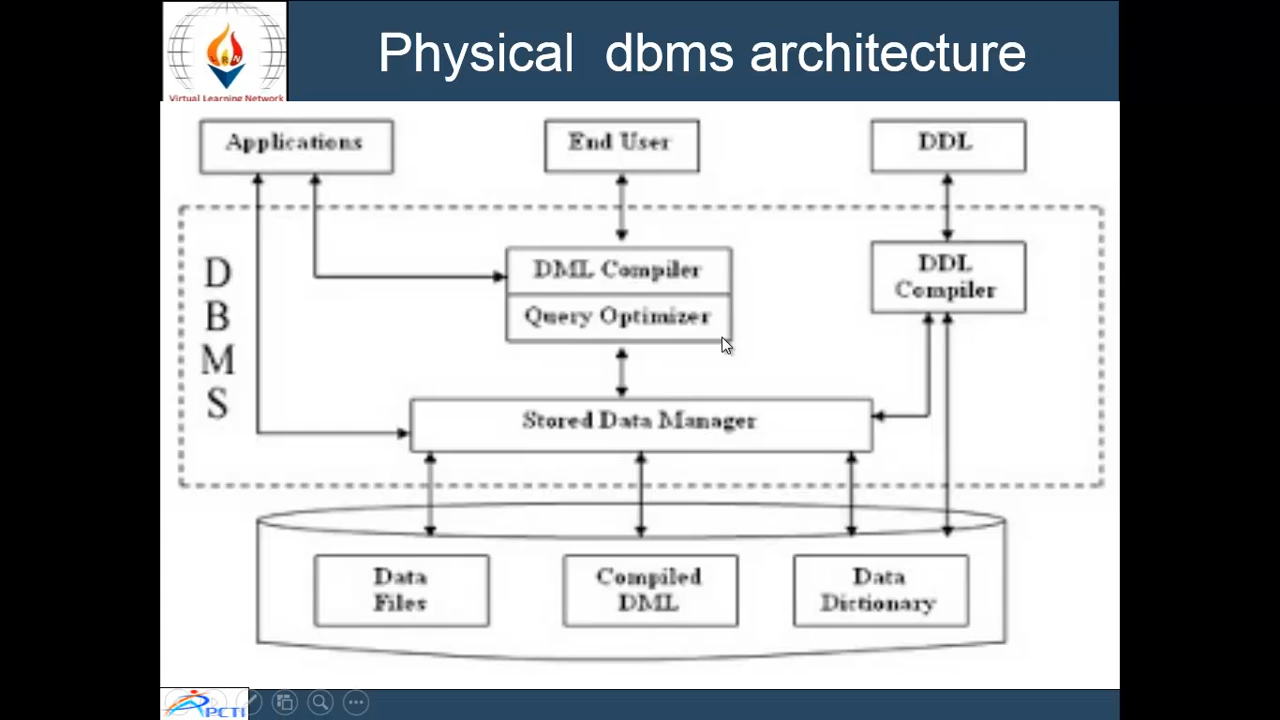 Physical dbms architecture
Virtual Learning Network
Applications
End User
DDL
DBMS
DML Compiler
Query Optimizer
DDL
Compiler
Stored Data Manager
Data
Files
Compiled
DML
Data
Dictionary
PCTI